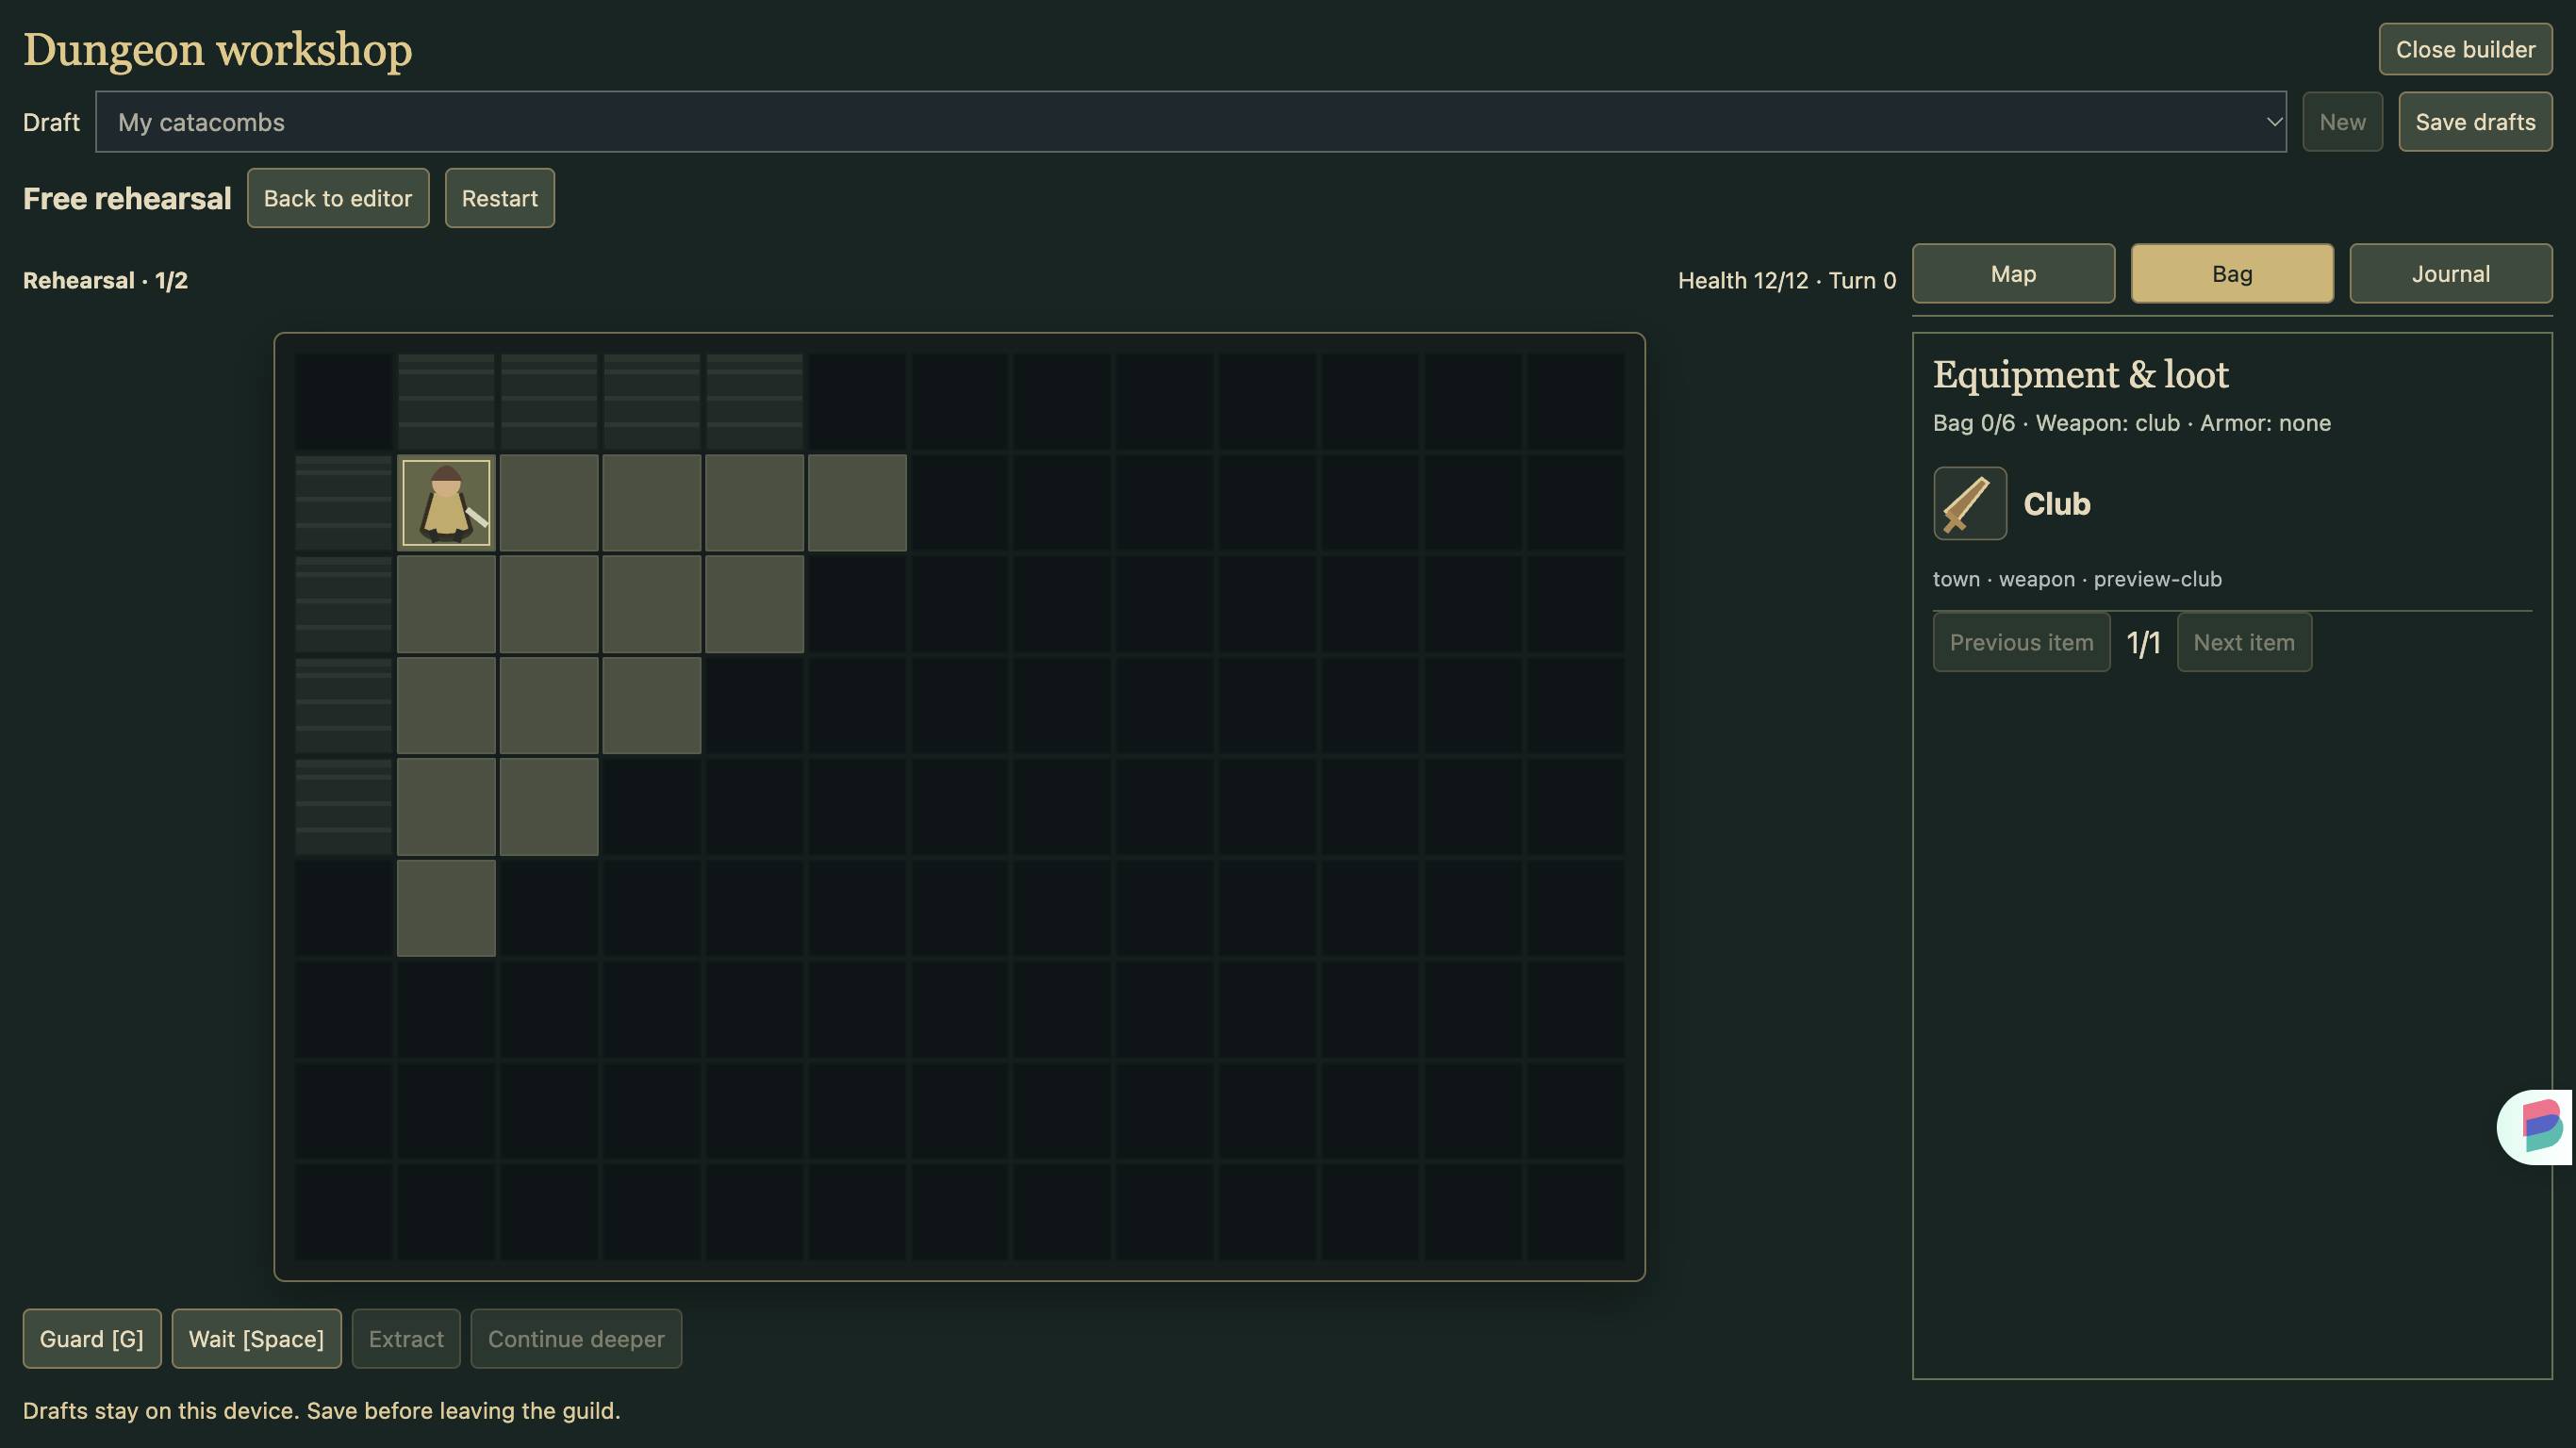 Dungeon workshop
Close builder
Draft
My catacombs
New
Save drafts
Free rehearsal
Back to editor
Restart
Rehearsal · 1/2
Health 12/12 · Turn 0
Map
Bag
Journal
Equipment & loot
Bag 0/6 · Weapon: club · Armor: none
Club
town · weapon · preview-club
Previous item
1/1
Next item
Guard [G]
Wait [Space]
Extract
Continue deeper
Drafts stay on this device. Save before leaving the guild.